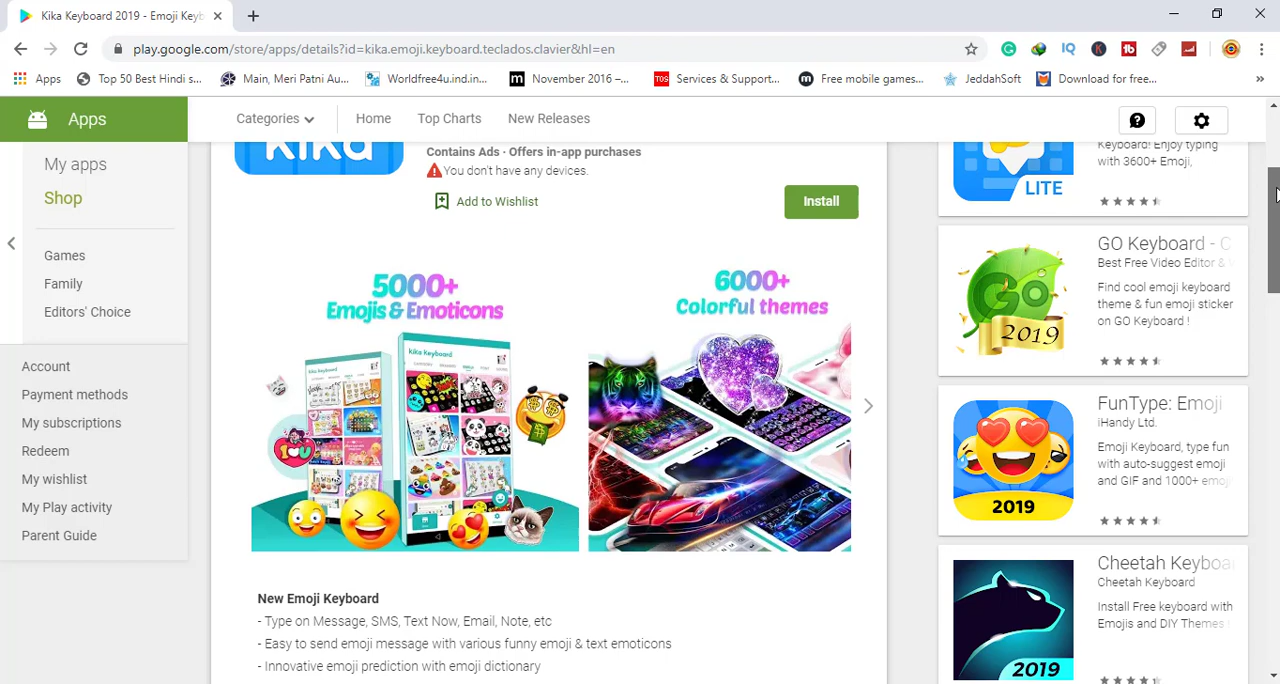 Kika Keyboard 2019 - Emoji Keyb
play.google.com/store/apps/details?id=kika.emoji.keyboard.teclados.clavier&hl=en
Apps
Top 50 Best Hindi s...
Main, Meri Patni Au...
Worldfree4u.ind.in...
November 2016 –...
Services & Support...
Free mobile games...
JeddahSoft
Download for free...
Apps
Categories
Home
Top Charts
New Releases
My apps
Shop
Games
Family
Editors' Choice
Account
Payment methods
My subscriptions
Redeem
My wishlist
My Play activity
Parent Guide
kika
Contains Ads · Offers in-app purchases
You don't have any devices.
Add to Wishlist
Install
5000+
Emojis & Emoticons
Kika Keyboard
6000+
Colorful themes
New Emoji Keyboard
- Type on Message, SMS, Text Now, Email, Note, etc
- Easy to send emoji message with various funny emoji & text emoticons
- Innovative emoji prediction with emoji dictionary
LITE
Keyboard! Enjoy typing
with 3600+ Emoji,
GO Keyboard - C
Best Free Video Editor &
Find cool emoji keyboard
theme & fun emoji sticker
on GO Keyboard !
GO
2019
FunType: Emoji
iHandy Ltd.
Emoji Keyboard, type fun
with auto-suggest emoji
and GIF and 1000+ emoj
2019
Cheetah Keyboar
Cheetah Keyboard
Install Free keyboard with
Emojis and DIY Themes
2019